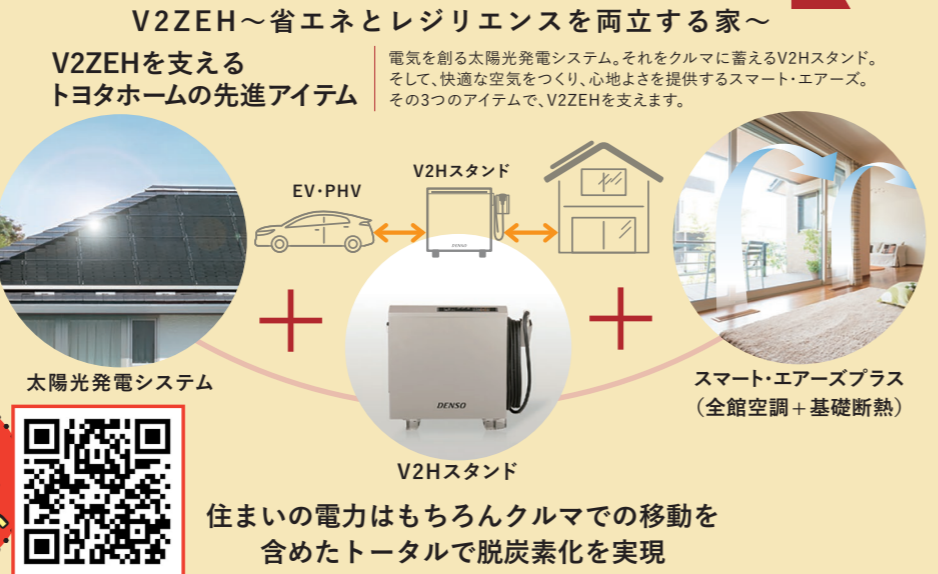 V2ZEH～省エネとレジリエンスを両立する家～
V2ZEHを支える
トヨタホームの先進アイテム
電気を創る太陽光発電システム。それをクルマに蓄えるV2Hスタンド。
そして、快適な空気をつくり、心地よさを提供するスマート・エアーズ。
その3つのアイテムで、V2ZEHを支えます。
EV・PHV
V2Hスタンド
DENSO
DENSO
太陽光発電システム
V2Hスタンド
スマート・エアーズプラス
（全館空調＋基礎断熱）
住まいの電力はもちろんクルマでの移動を
含めたトータルで脱炭素化を実現